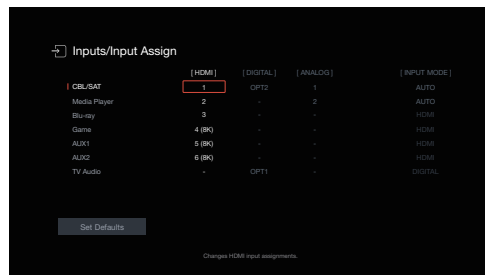 Inputs/Input Assign
[ HDMI ] [ DIGITAL ] [ ANALOG ] [ INPUT MODE ]
CBL/SAT 1 OPT2 1 AUTO
Media Player 2 - 2 AUTO
Blu-ray 3 - - HDMI
Game 4 (8K) - - HDMI
AUX1 5 (8K) - - HDMI
AUX2 6 (8K) - - HDMI
TV Audio - OPT1 - DIGITAL
Set Defaults
Changes HDMI input assignments.